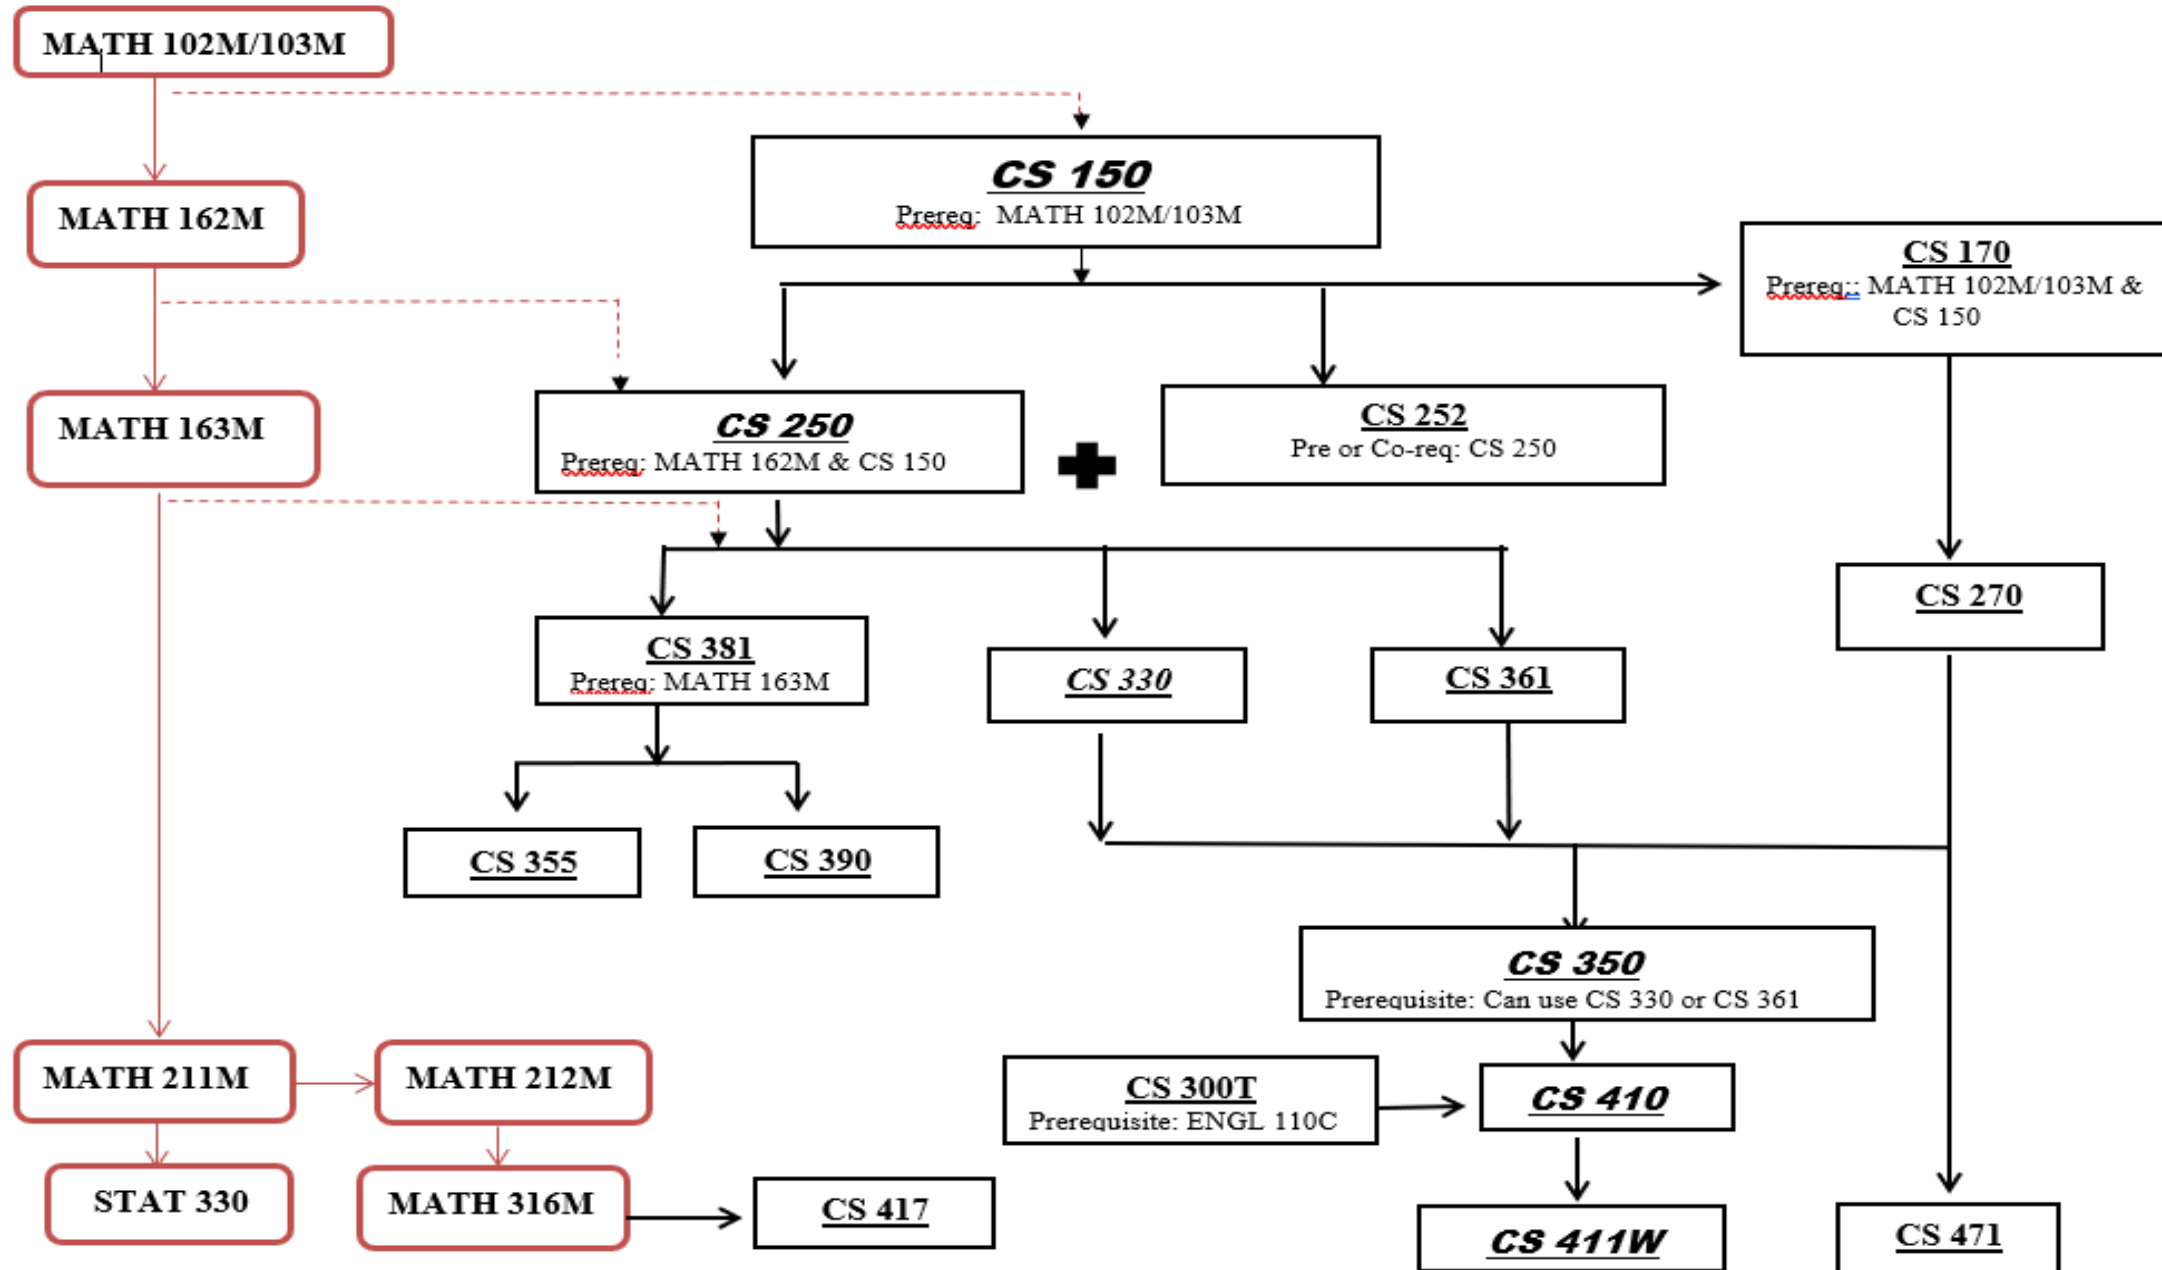 MATH 102M/103M
CS 150
Prereq: MATH 102M/103M
MATH 162M
CS 170
Prereq:: MATH 102M/103M &
CS 150
MATH 163M
CS 250
Prereq: MATH 162M & CS 150
CS 252
Pre or Co-req: CS 250
CS 270
CS 381
Prereq: MATH 163M
CS 330
CS 361
CS 355
CS 390
CS 350
Prerequisite: Can use CS 330 or CS 361
MATH 211M
MATH 212M
CS 300T
Prerequisite: ENGL 110C
CS 410
STAT 330
MATH 316M
CS 417
CS 411W
CS 471